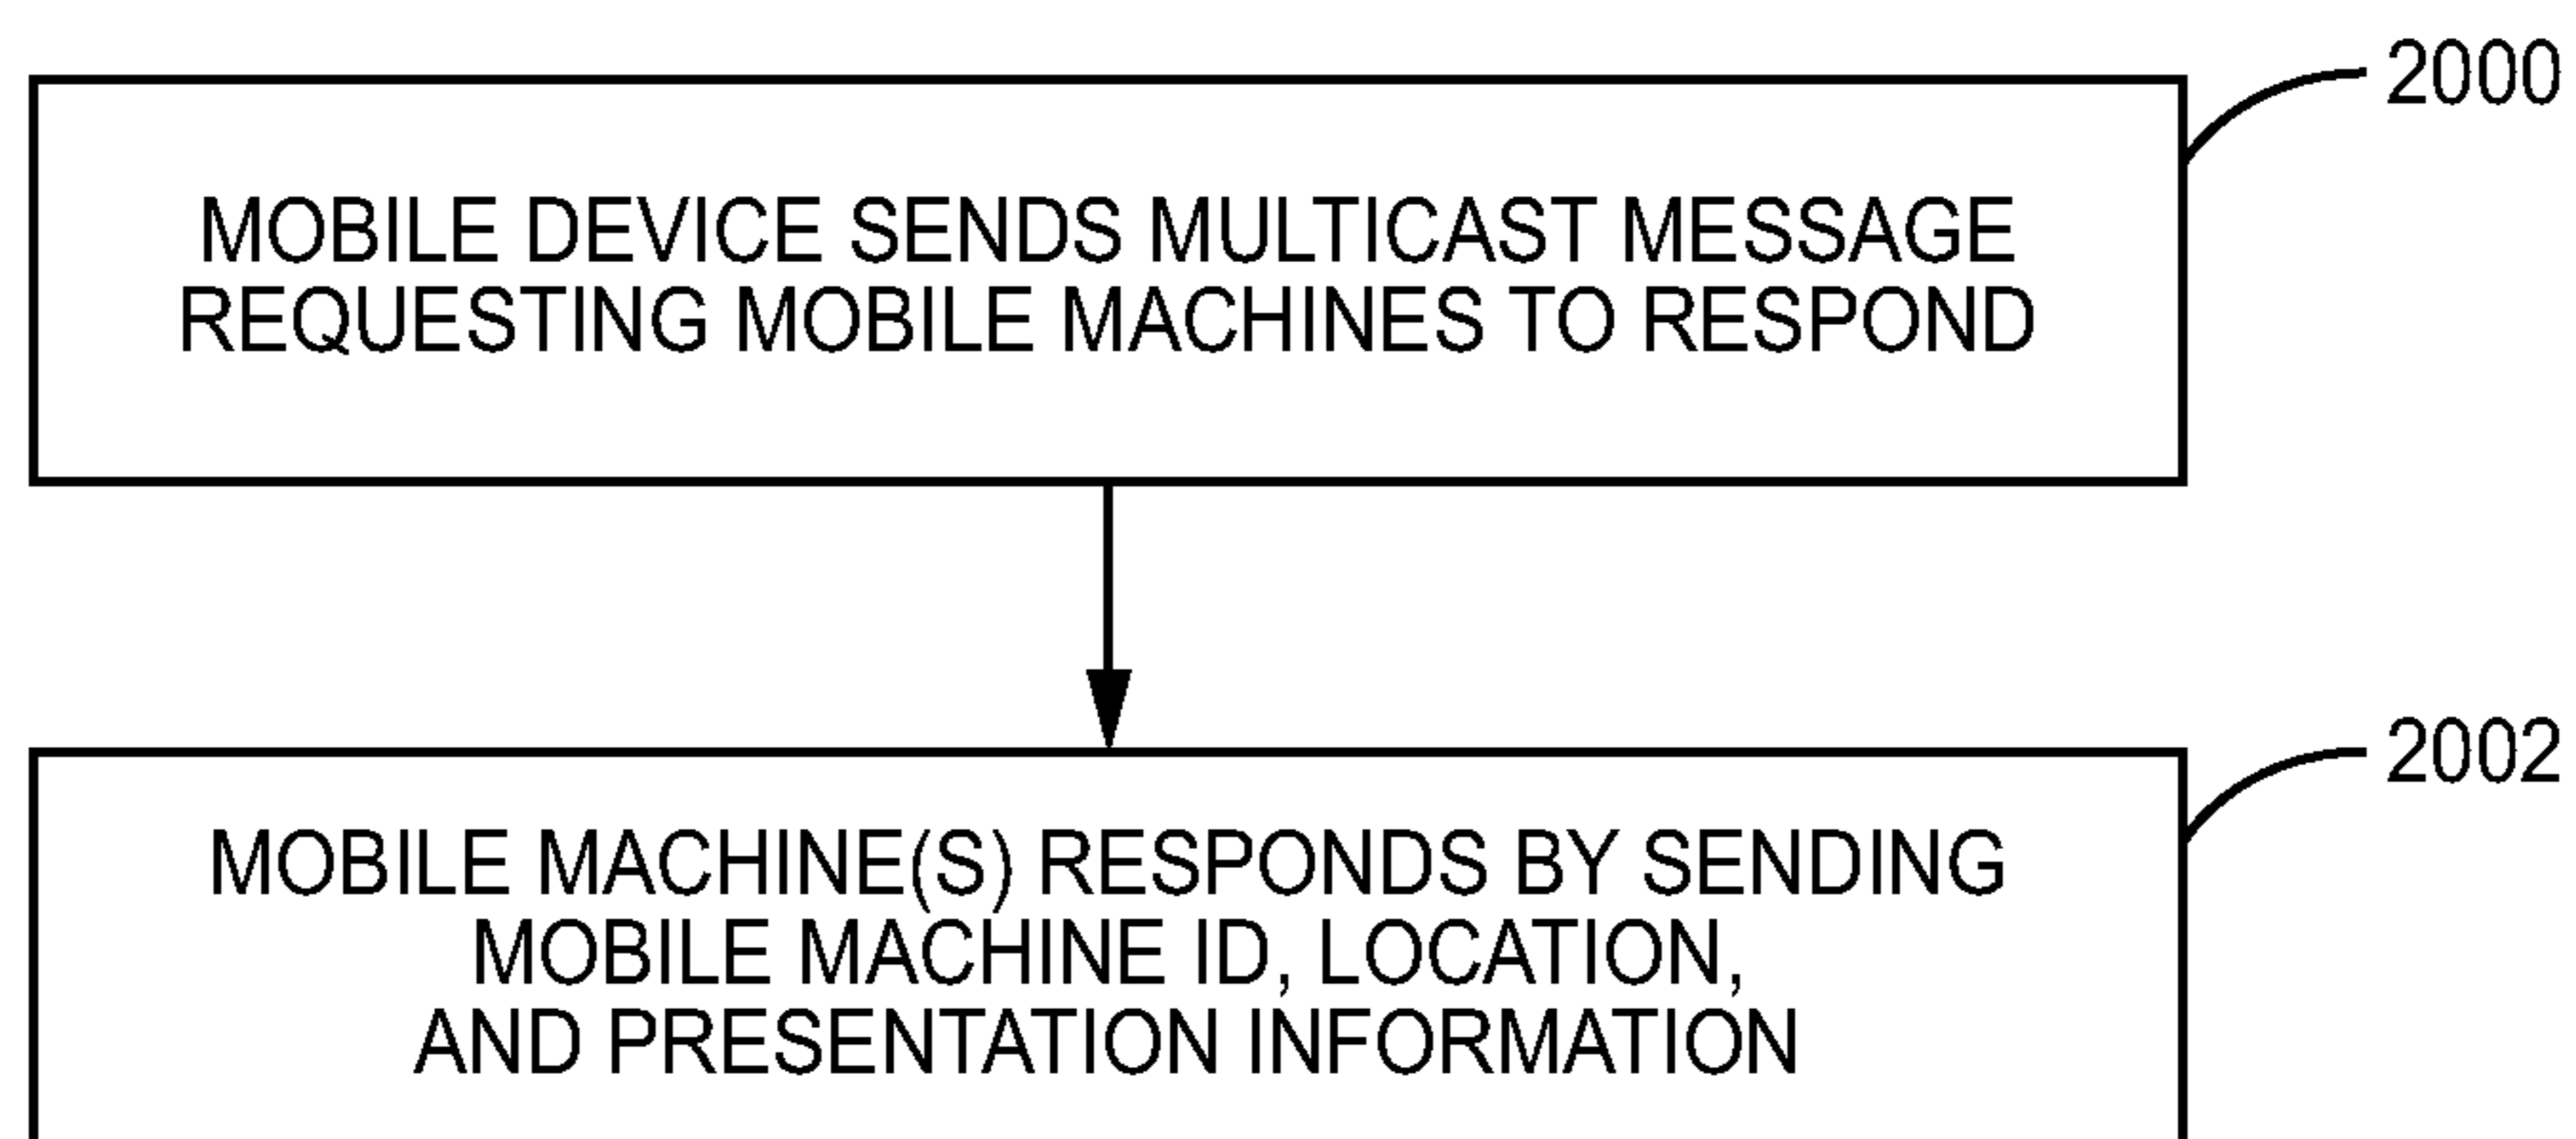 2000
MOBILE DEVICE SENDS MULTICAST MESSAGE
REQUESTING MOBILE MACHINES TO RESPOND
2002
MOBILE MACHINE(S) RESPONDS BY SENDING
MOBILE MACHINE ID, LOCATION,
AND PRESENTATION INFORMATION